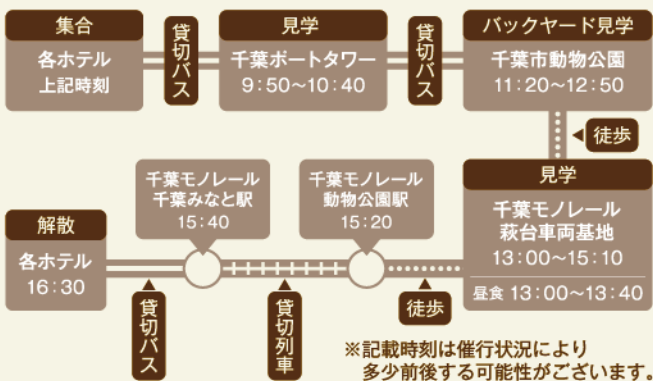 集合
各ホテル
上記時刻
貸切バス
見学
千葉ポートタワー
9:50〜10:40
貸切バス
バックヤード見学
千葉市動物公園
11:20〜12:50
徒歩
見学
千葉モノレール
萩台車両基地
13:00〜15:10
昼食 13:00〜13:40
徒歩
千葉モノレール
動物公園駅
15:20
貸切列車
千葉モノレール
千葉みなと駅
15:40
貸切バス
解散
各ホテル
16:30
※記載時刻は催行状況により
多少前後する可能性がございます。